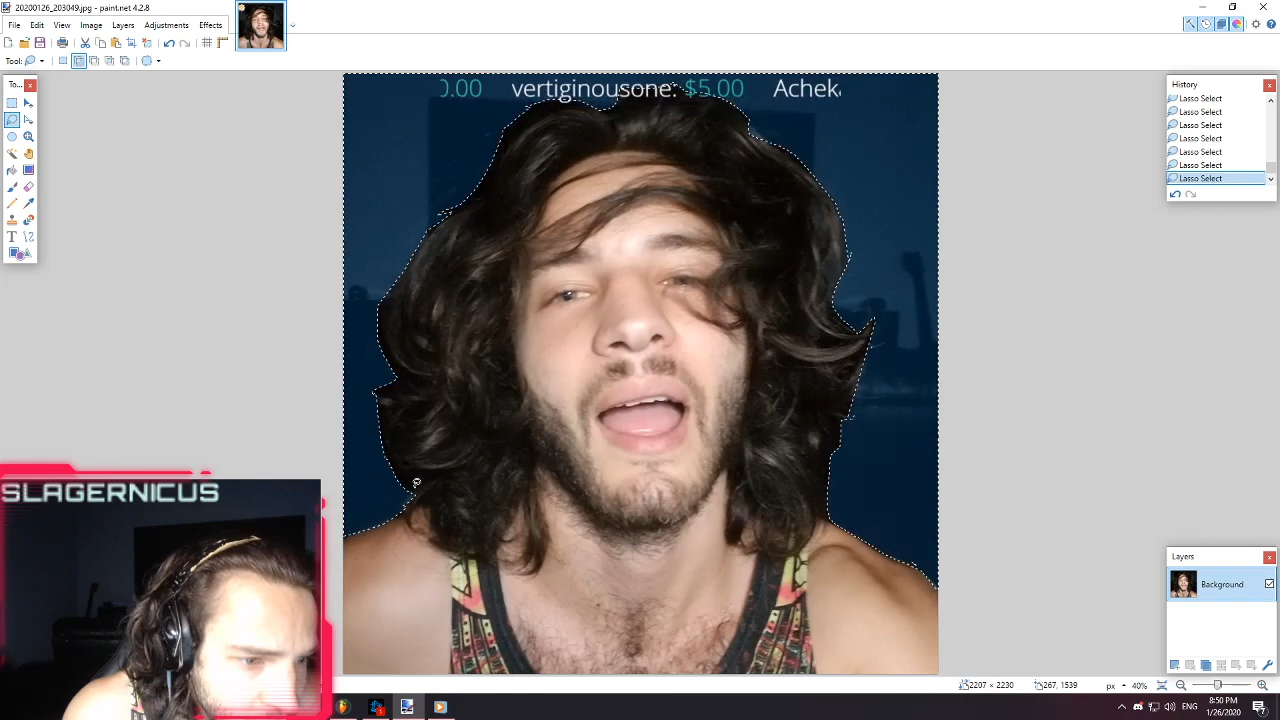 20200126_203049.jpg - paint.net 4.2.8
File Edit View Image Layers Adjustments Effects
Tool:
To...
0.00 vertiginousone: $5.00 Achek
History
Lasso Select
Lasso Select
Lasso Select
Lasso Select
Lasso Select
Lasso Select
Lasso Select
SLAGERNICUS
Layers
Background
2207 × 2230
267, 1539
px
40%
ENG
8:50 PM
1/26/2020